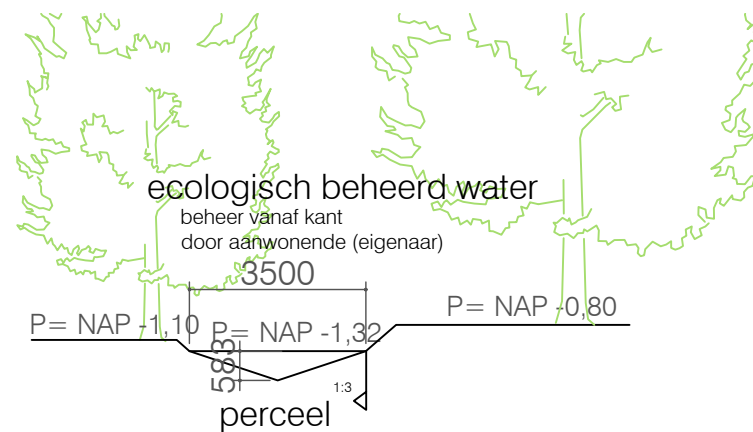 ecologisch beheerd water
beheer vanaf kant
door aanwonende (eigenaar)
3500
P= NAP -1,10
P= NAP -1,32
P= NAP -0,80
583
1:3
perceel